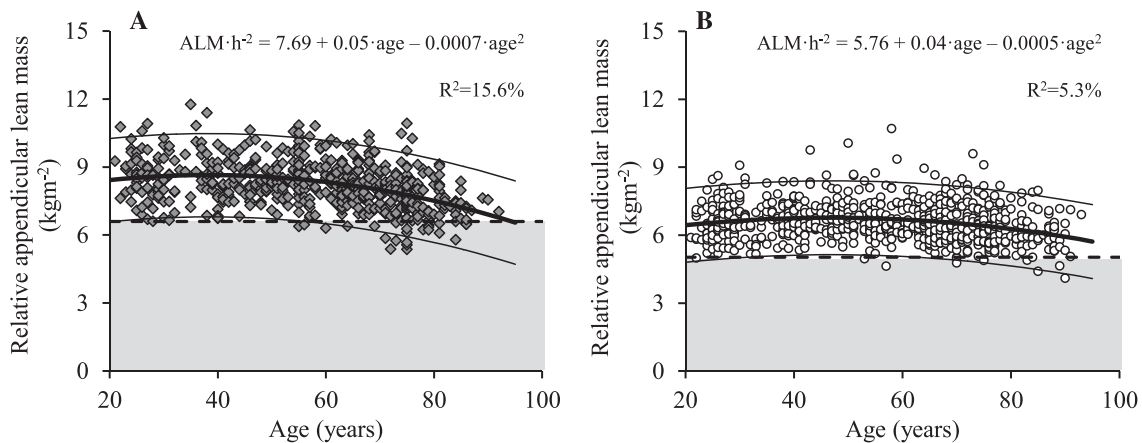 A
ALM·h⁻² = 7.69 + 0.05·age – 0.0007·age²
R²=15.6%
Relative appendicular lean mass
(kgm⁻²)
15
12
9
6
3
0
20 40 60 80 100
Age (years)
B
ALM·h⁻² = 5.76 + 0.04·age – 0.0005·age²
R²=5.3%
Relative appendicular lean mass
(kgm⁻²)
15
12
9
6
3
0
20 40 60 80 100
Age (years)